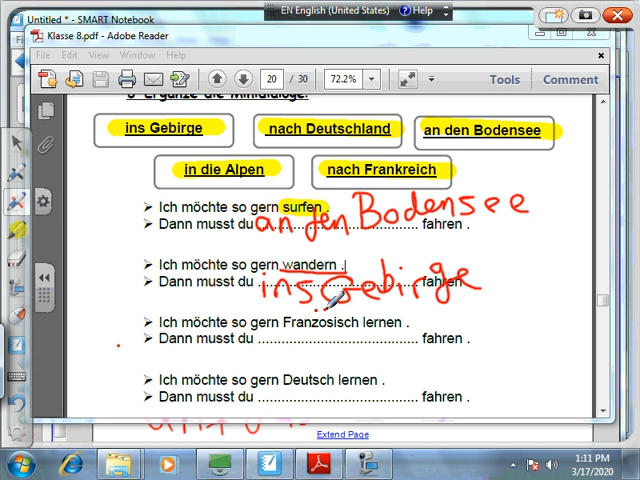 Untitled * - SMART Notebook
EN English (United States) Help
Klasse 8.pdf - Adobe Reader
File Edit View Window Help x
20 / 30 72.2% Tools Comment
8 Ergänze die Minidialoge.
ins Gebirge nach Deutschland an den Bodensee
in die Alpen nach Frankreich
➢ Ich möchte so gern surfen .
an den Bodensee
➢ Dann musst du .......................................... fahren .
➢ Ich möchte so gern wandern .
ins Gebirge
➢ Dann musst du .......................................... fahren .
➢ Ich möchte so gern Franzosisch lernen .
➢ Dann musst du .......................................... fahren .
➢ Ich möchte so gern Deutsch lernen .
➢ Dann musst du .......................................... fahren .
Extend Page
1:11 PM
3/17/2020